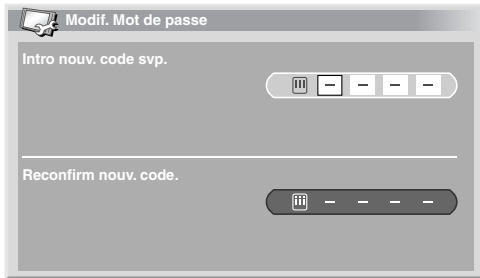 Modif. Mot de passe
Intro nouv. code svp.
– – – –
Reconfirm nouv. code.
– – – –